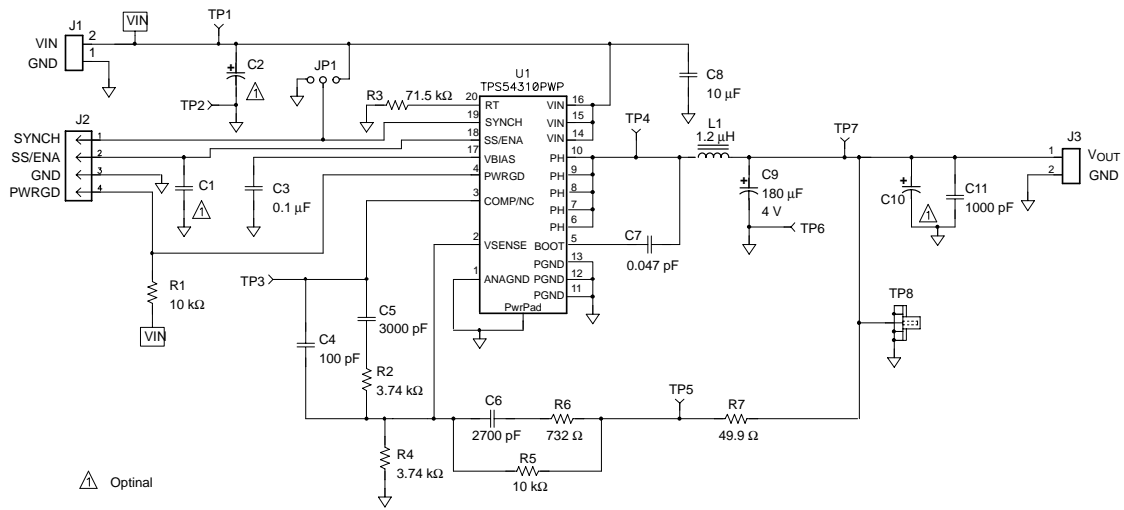 TP1
VIN
J1
VIN 2
GND 1
C2
1
TP2
JP1
R3 71.5 kΩ
U1
TPS54310PWP
C8
10 μF
J2
SYNCH 1
SS/ENA 2
GND 3
PWRGD 4
C1
1
C3
0.1 μF
20 RT
19 SYNCH
18 SS/ENA
17 VBIAS
4 PWRGD
3 COMP/NC
2 VSENSE
1 ANAGND
VIN 16
VIN 15
VIN 14
PH 10
PH 9
PH 8
PH 7
PH 6
BOOT 5
PGND 13
PGND 12
PGND 11
PwrPad
TP4
L1
1.2 μH
TP7
J3
1 VOUT
2 GND
C9
180 μF
4 V
TP6
C10
1
C11
1000 pF
C7
0.047 pF
TP3
R1
10 kΩ
VIN
C5
3000 pF
C4
100 pF
R2
3.74 kΩ
TP8
C6
2700 pF
R6
732 Ω
TP5
R7
49.9 Ω
R4
3.74 kΩ
R5
10 kΩ
1 Optinal